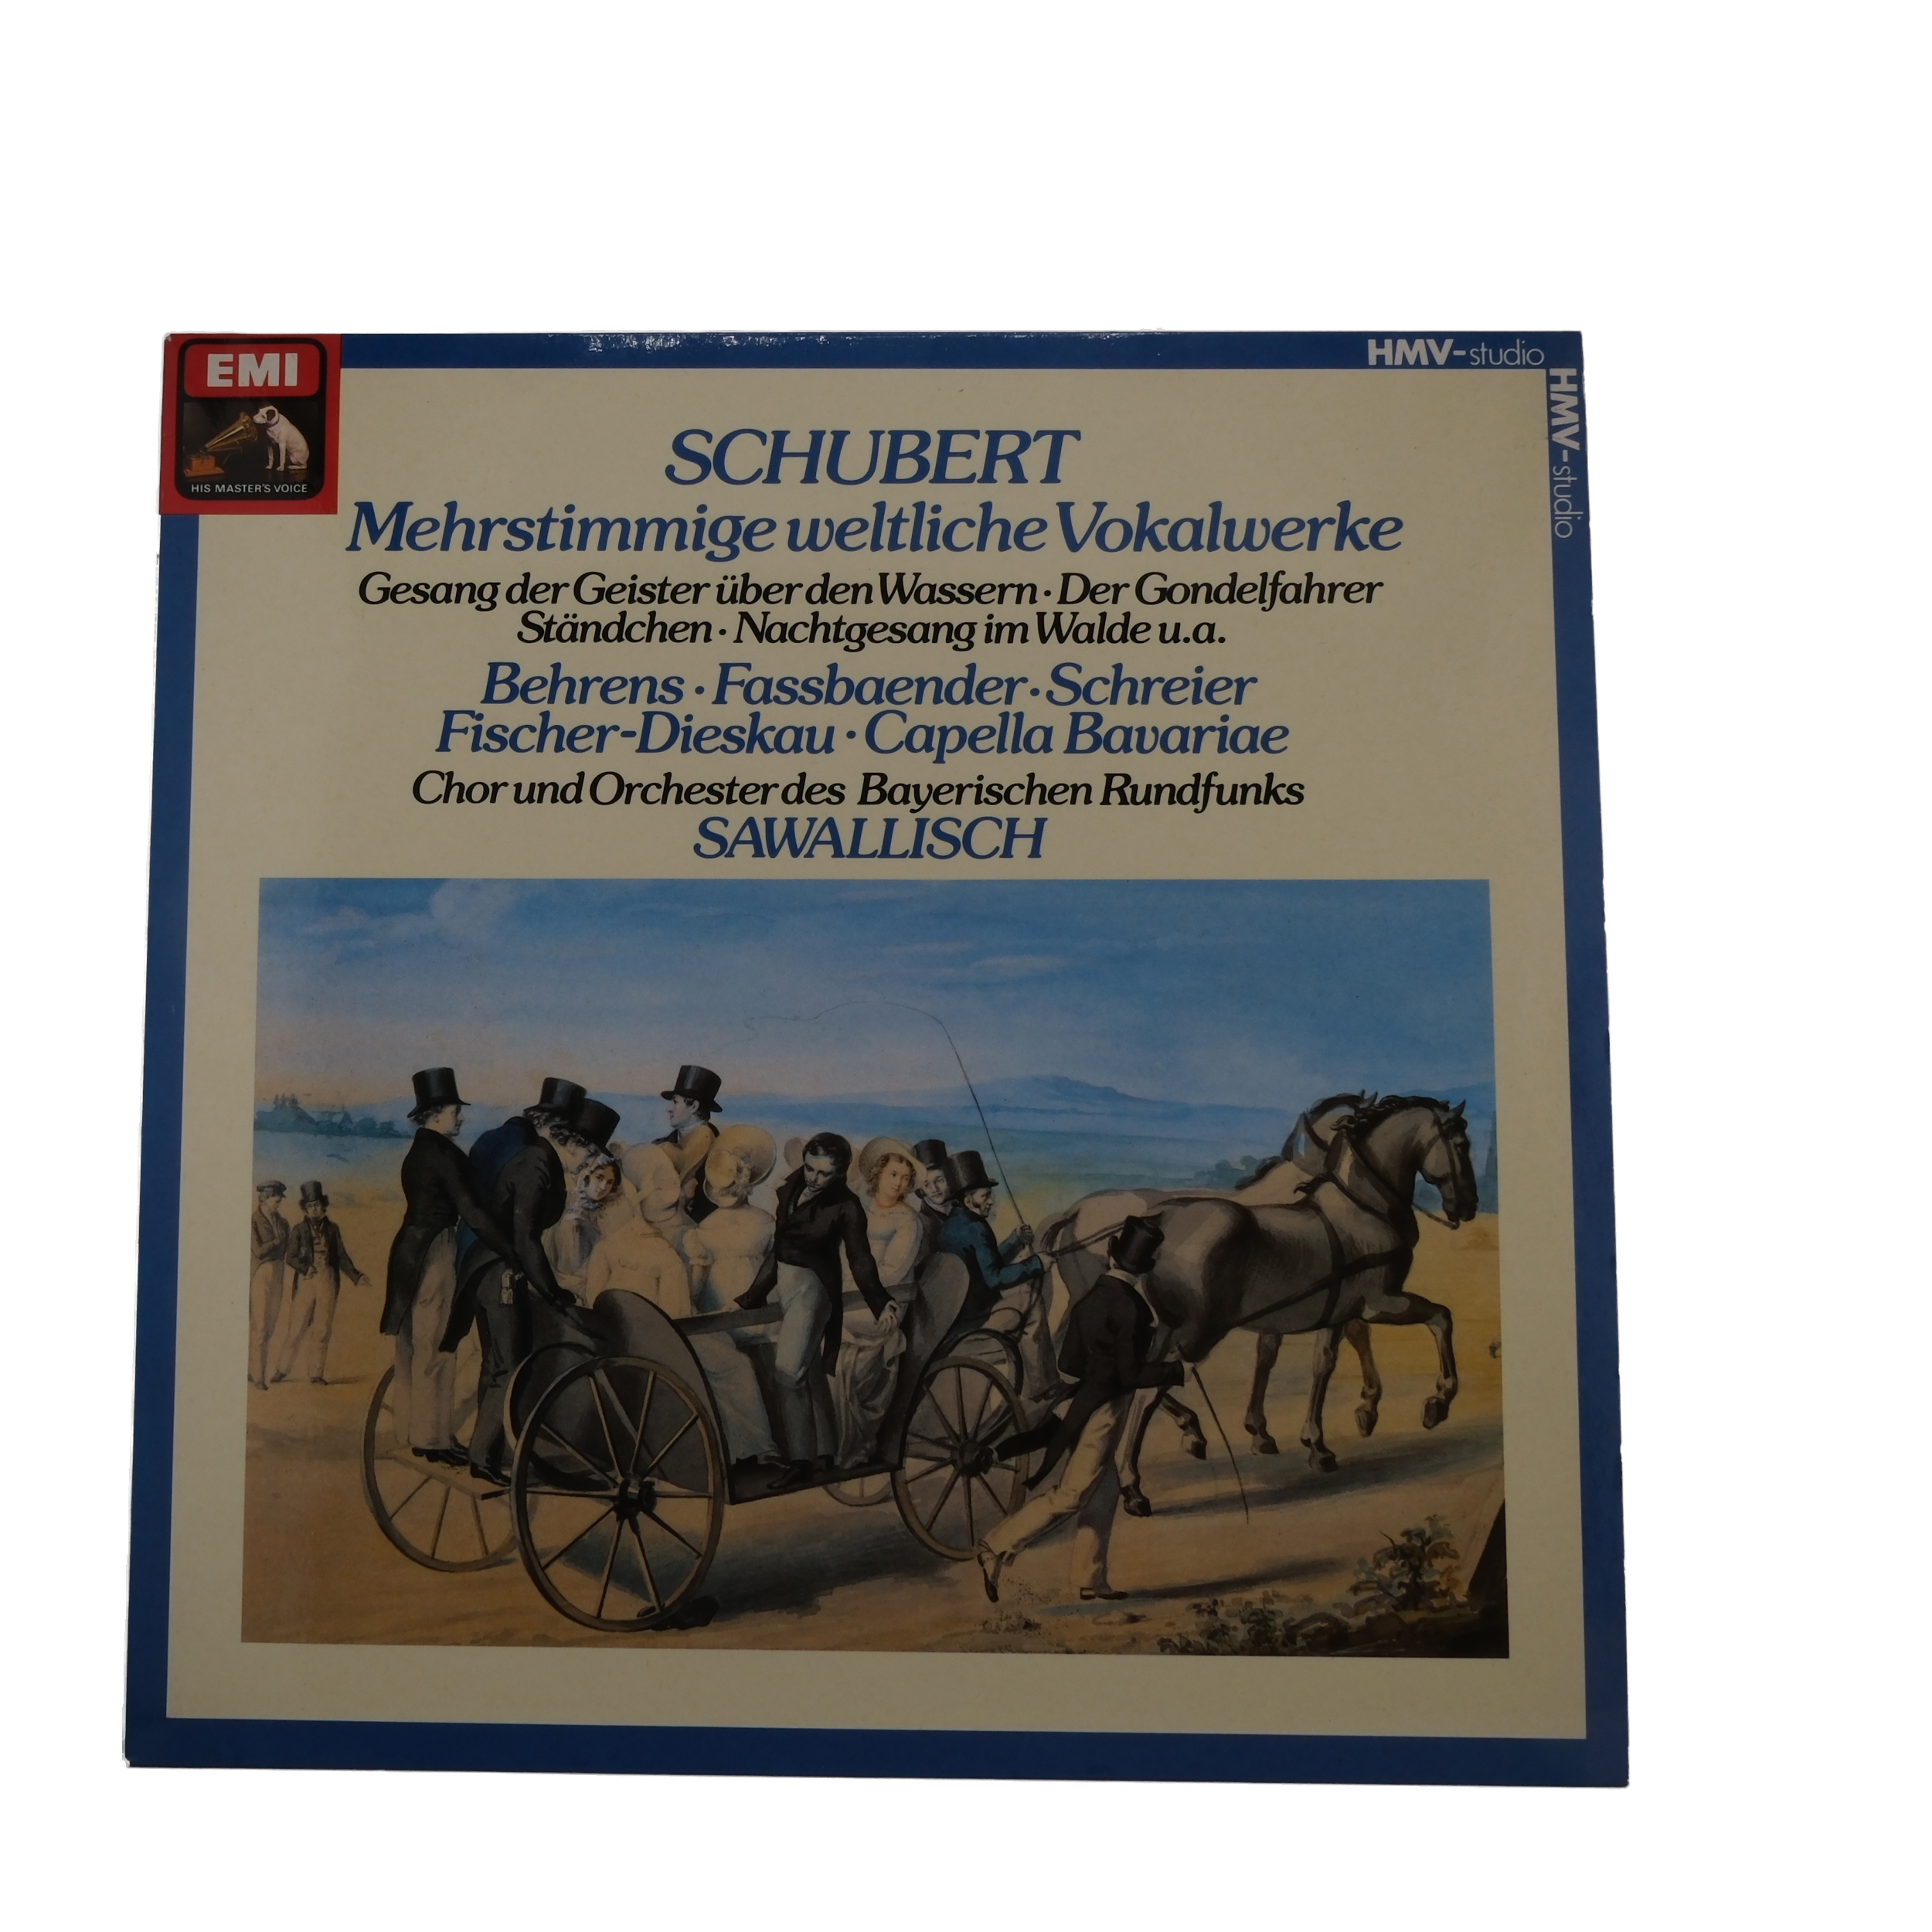 EMI
HIS MASTER'S VOICE
HMV-studio
HMV-studio
SCHUBERT
Mehrstimmige weltliche Vokalwerke
Gesang der Geister über den Wassern · Der Gondelfahrer
Ständchen · Nachtgesang im Walde u.a.
Behrens · Fassbaender · Schreier
Fischer-Dieskau · Capella Bavariae
Chor und Orchester des Bayerischen Rundfunks
SAWALLISCH